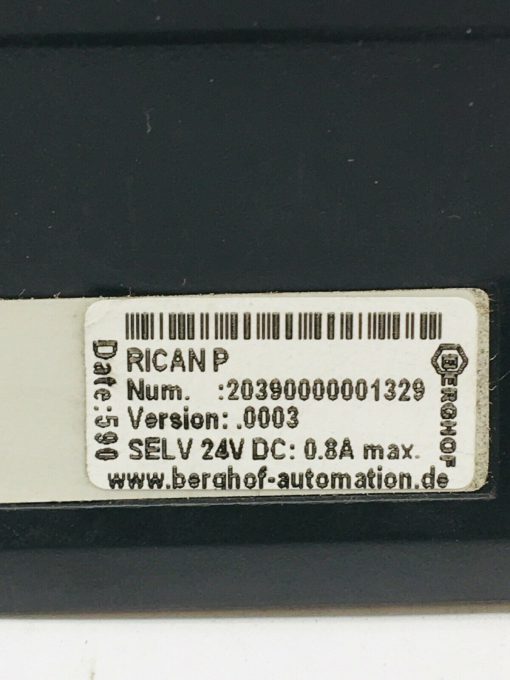 RICAN P
Num. :20390000001329
Version: .0003
SELV 24V DC: 0.8A max.
www.berghof-automation.de
Date:590
BERGHOF